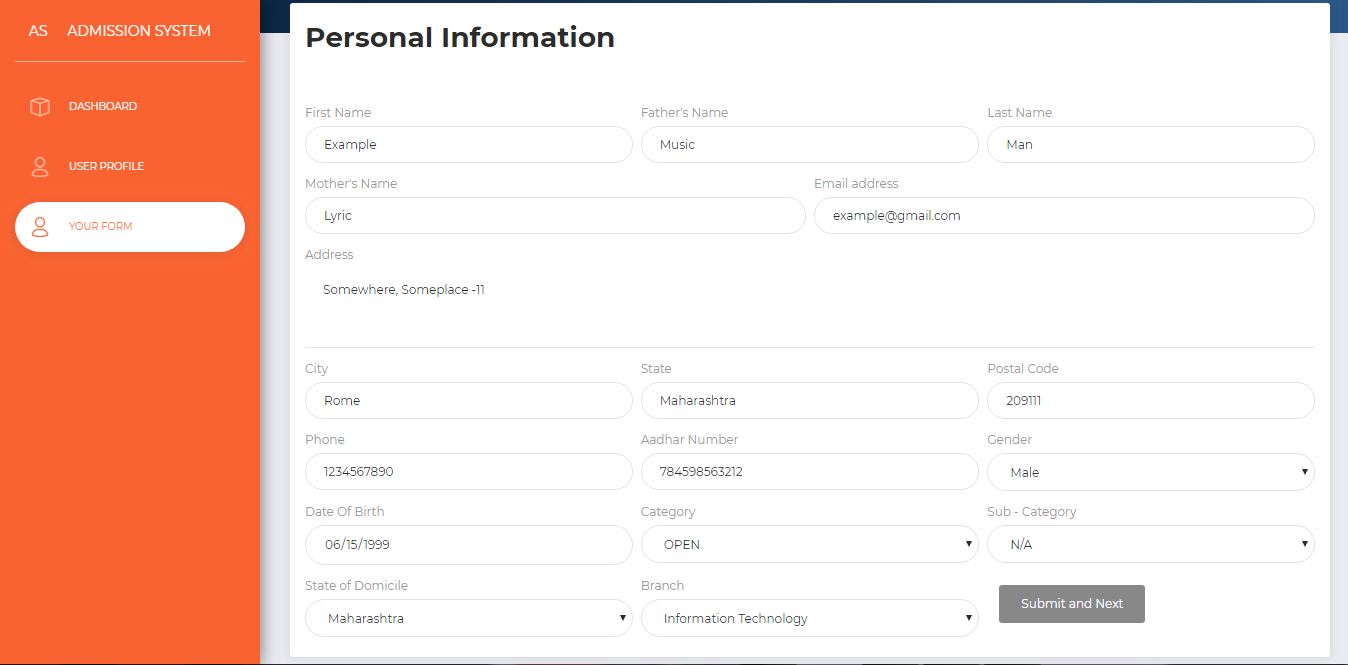 AS ADMISSION SYSTEM
DASHBOARD
USER PROFILE
YOUR FORM
Personal Information
First Name Father's Name Last Name
Example Music Man
Mother's Name Email address
Lyric example@gmail.com
Address
Somewhere, Someplace -11
City State Postal Code
Rome Maharashtra 209111
Phone Aadhar Number Gender
1234567890 784598563212 Male
Date Of Birth Category Sub - Category
06/15/1999 OPEN N/A
State of Domicile Branch
Maharashtra Information Technology Submit and Next